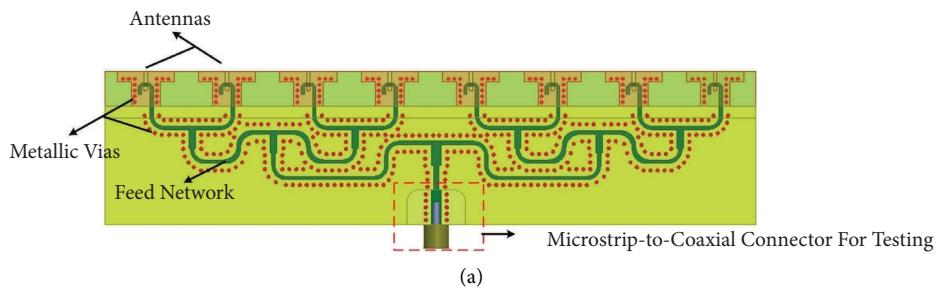 Antennas
Metallic Vias
Feed Network
Microstrip-to-Coaxial Connector For Testing
(a)